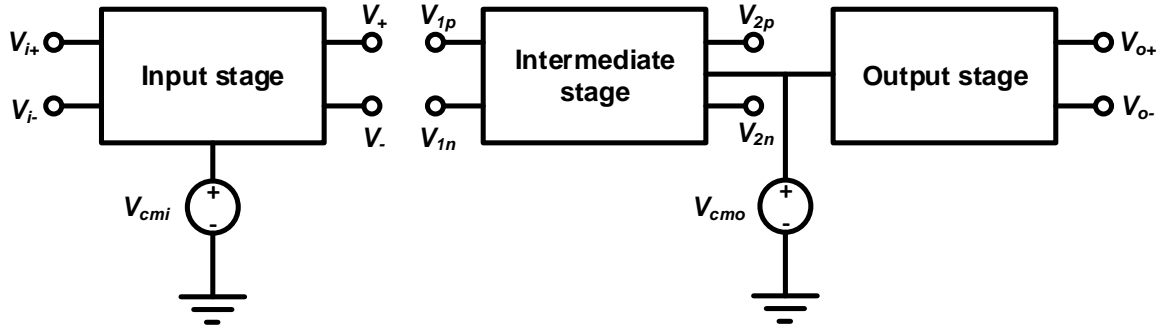 Vi+
Vi-
Input stage
V+
V-
Vcmi
+
-
V1p
V1n
Intermediate
stage
V2p
V2n
Vcmo
+
-
Output stage
Vo+
Vo-